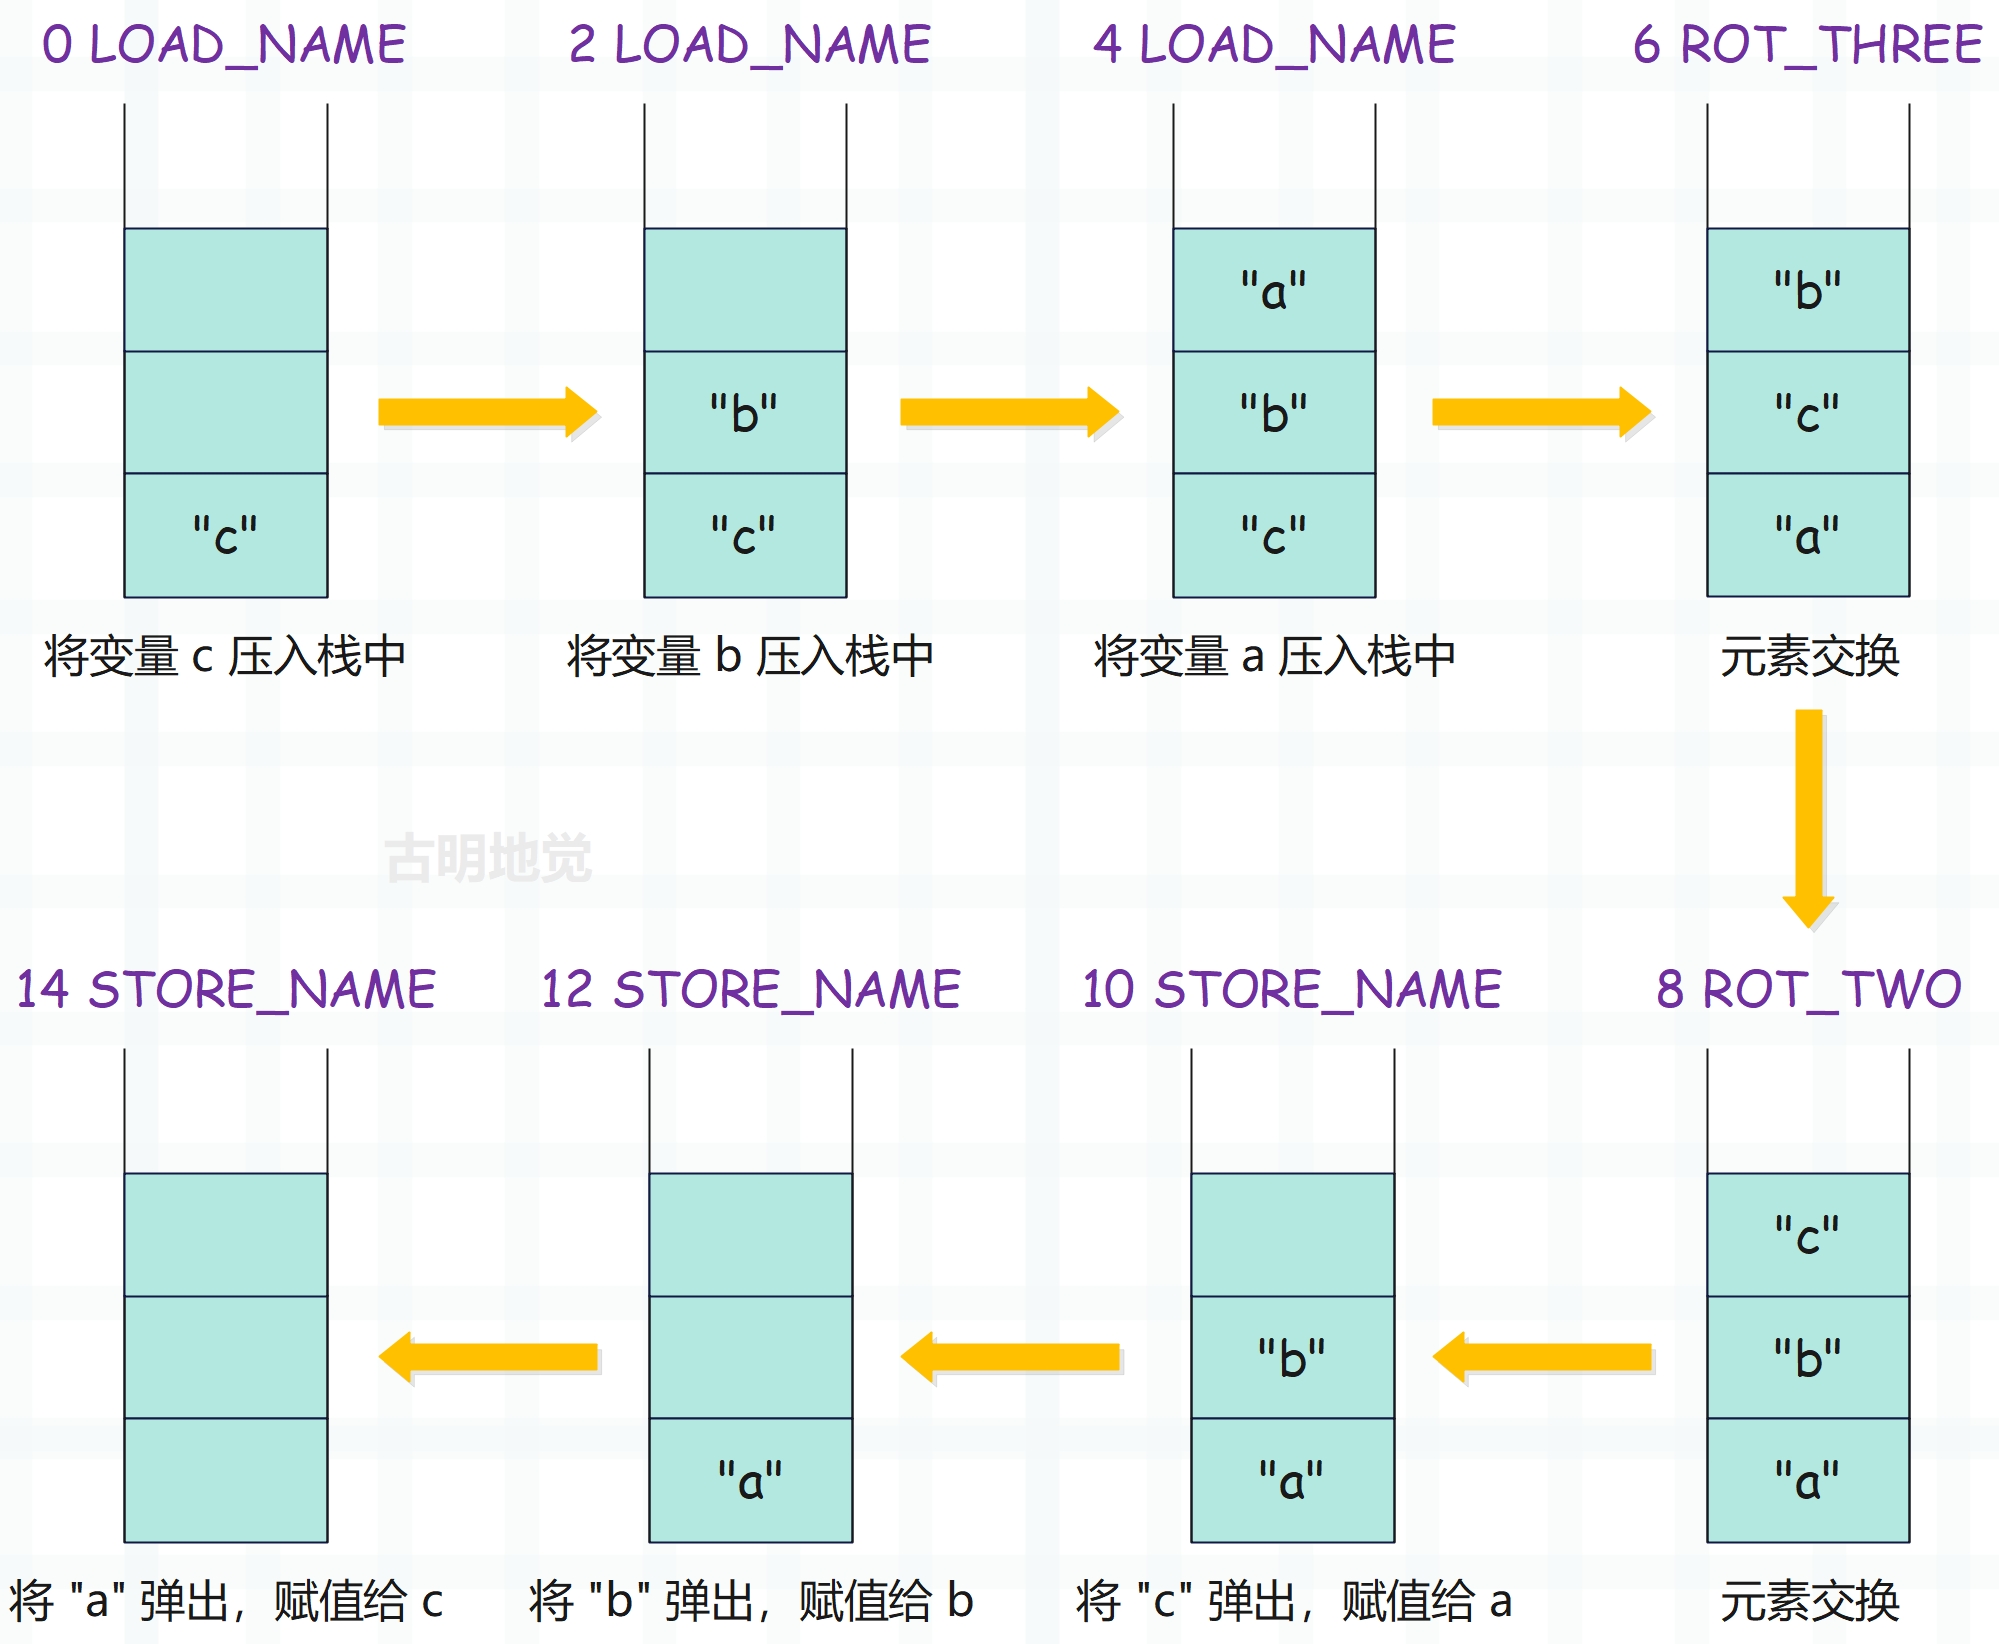 0 LOAD_NAME
2 LOAD_NAME
4 LOAD_NAME
6 ROT_THREE
"c"
"b"
"c"
"a"
"b"
"c"
"b"
"c"
"a"
将变量 c 压入栈中
将变量 b 压入栈中
将变量 a 压入栈中
元素交换
古明地觉
14 STORE_NAME
12 STORE_NAME
10 STORE_NAME
8 ROT_TWO
"a"
"b"
"a"
"c"
"b"
"a"
将 "a" 弹出，赋值给 c
将 "b" 弹出，赋值给 b
将 "c" 弹出，赋值给 a
元素交换